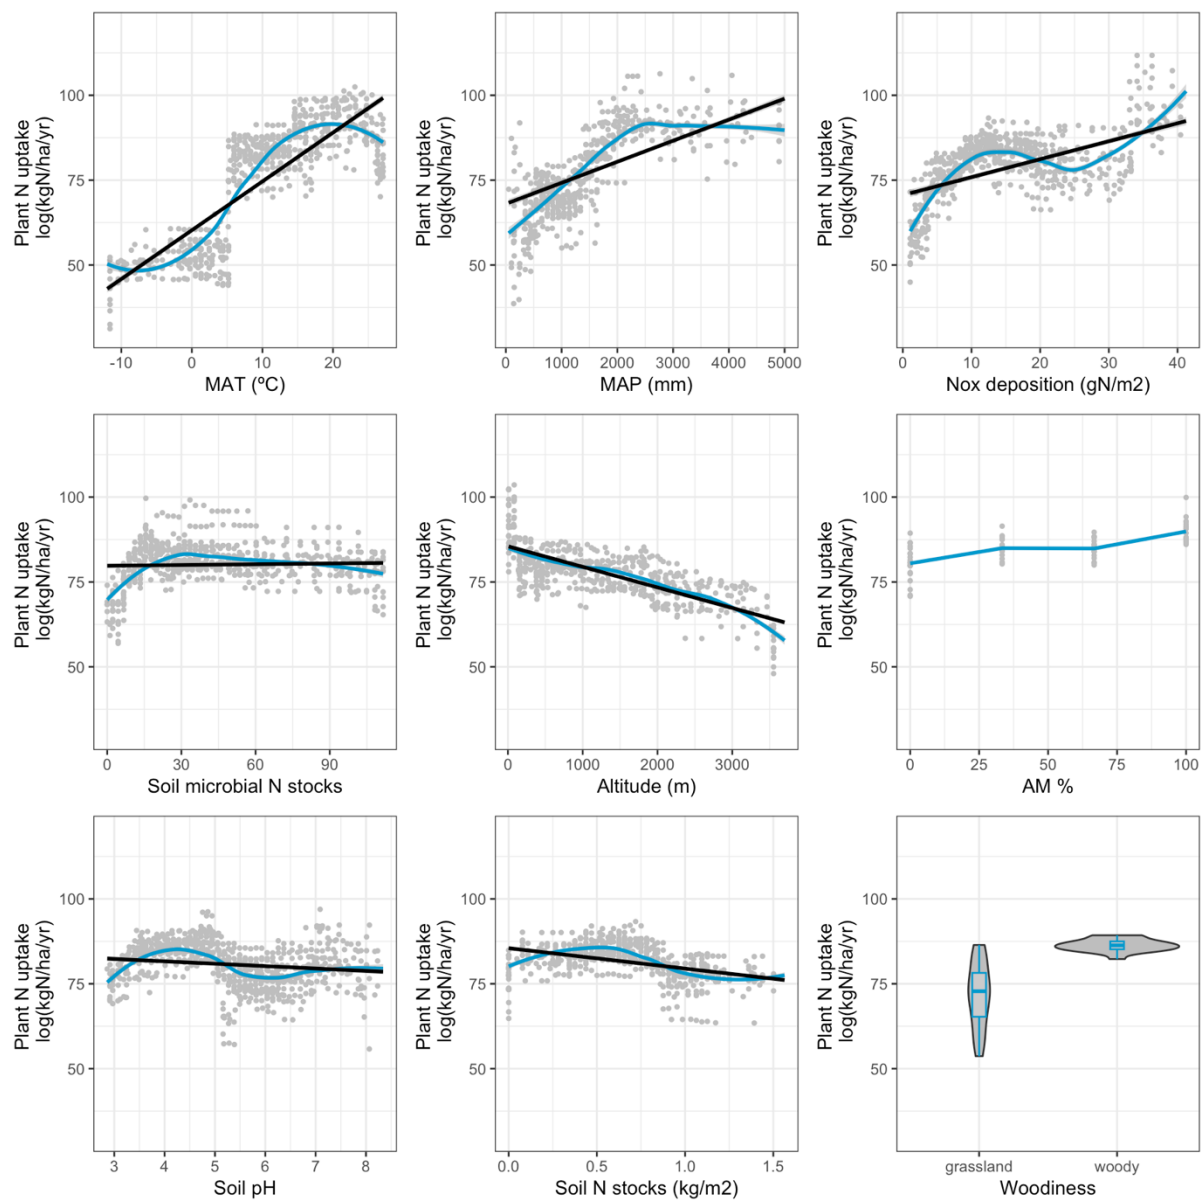 Plant N uptake
log(kgN/ha/yr)
100
75
50
-10 0 10 20
MAT (ºC)
Plant N uptake
log(kgN/ha/yr)
100
75
50
0 1000 2000 3000 4000 5000
MAP (mm)
Plant N uptake
log(kgN/ha/yr)
100
75
50
0 10 20 30 40
Nox deposition (gN/m2)
Plant N uptake
log(kgN/ha/yr)
100
75
50
0 30 60 90
Soil microbial N stocks
Plant N uptake
log(kgN/ha/yr)
100
75
50
0 1000 2000 3000
Altitude (m)
Plant N uptake
log(kgN/ha/yr)
100
75
50
0 25 50 75 100
AM %
Plant N uptake
log(kgN/ha/yr)
100
75
50
3 4 5 6 7 8
Soil pH
Plant N uptake
log(kgN/ha/yr)
100
75
50
0.0 0.5 1.0 1.5
Soil N stocks (kg/m2)
Plant N uptake
log(kgN/ha/yr)
100
75
50
grassland woody
Woodiness